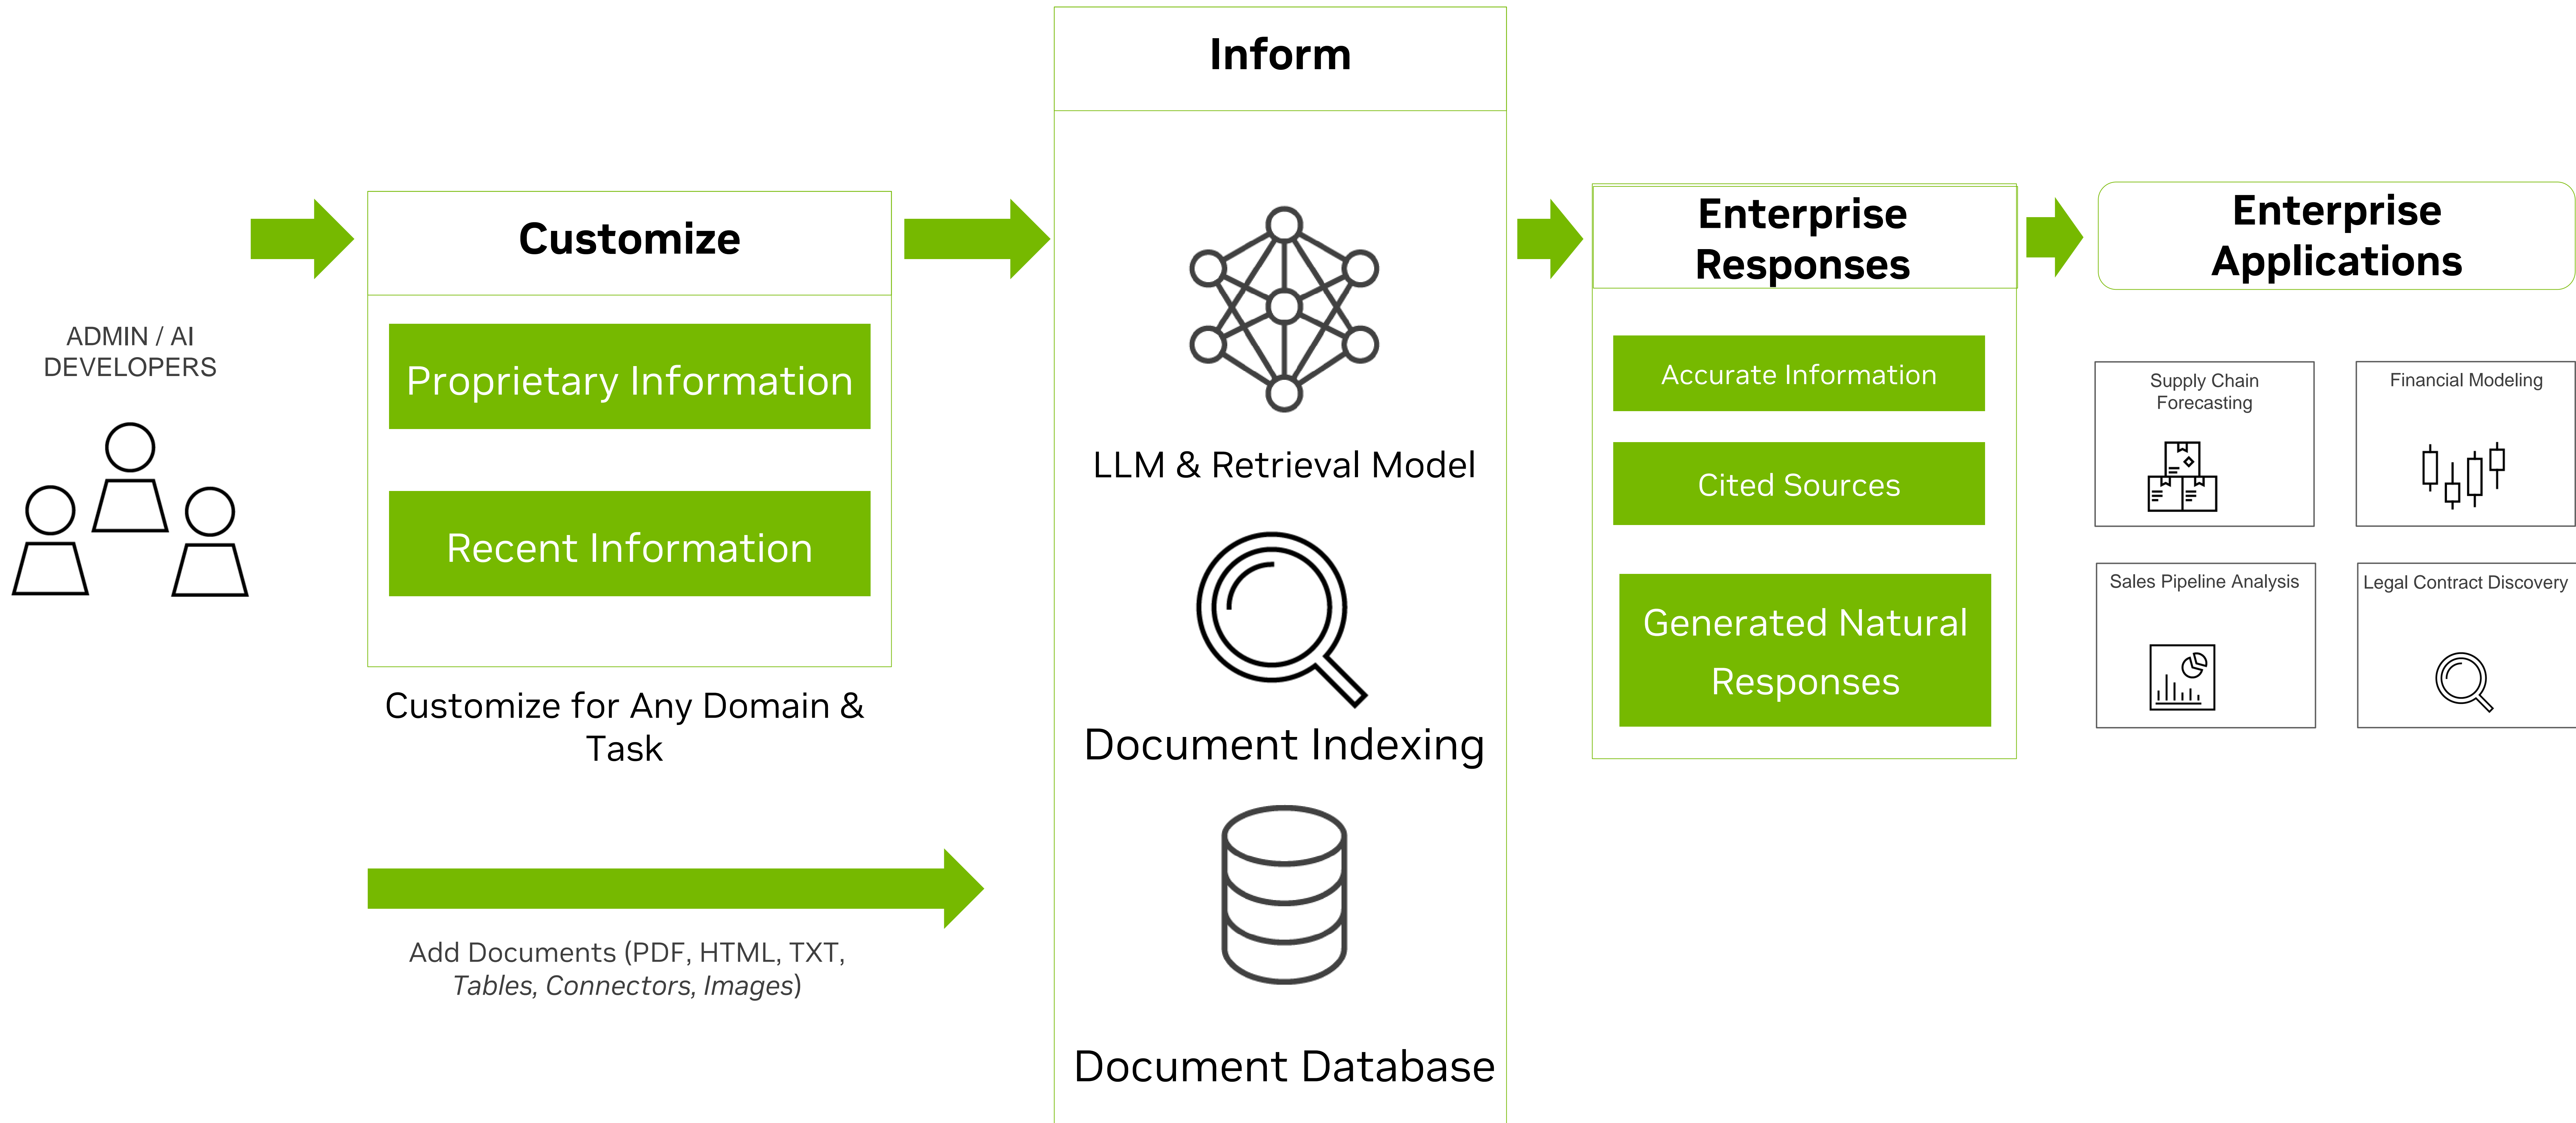 Inform
Customize
Enterprise
Responses
Enterprise
Applications
ADMIN / AI
DEVELOPERS
Proprietary Information
Recent Information
Customize for Any Domain &
Task
Add Documents (PDF, HTML, TXT,
Tables, Connectors, Images)
LLM & Retrieval Model
Document Indexing
Document Database
Accurate Information
Cited Sources
Generated Natural
Responses
Supply Chain
Forecasting
Financial Modeling
Sales Pipeline Analysis
Legal Contract Discovery